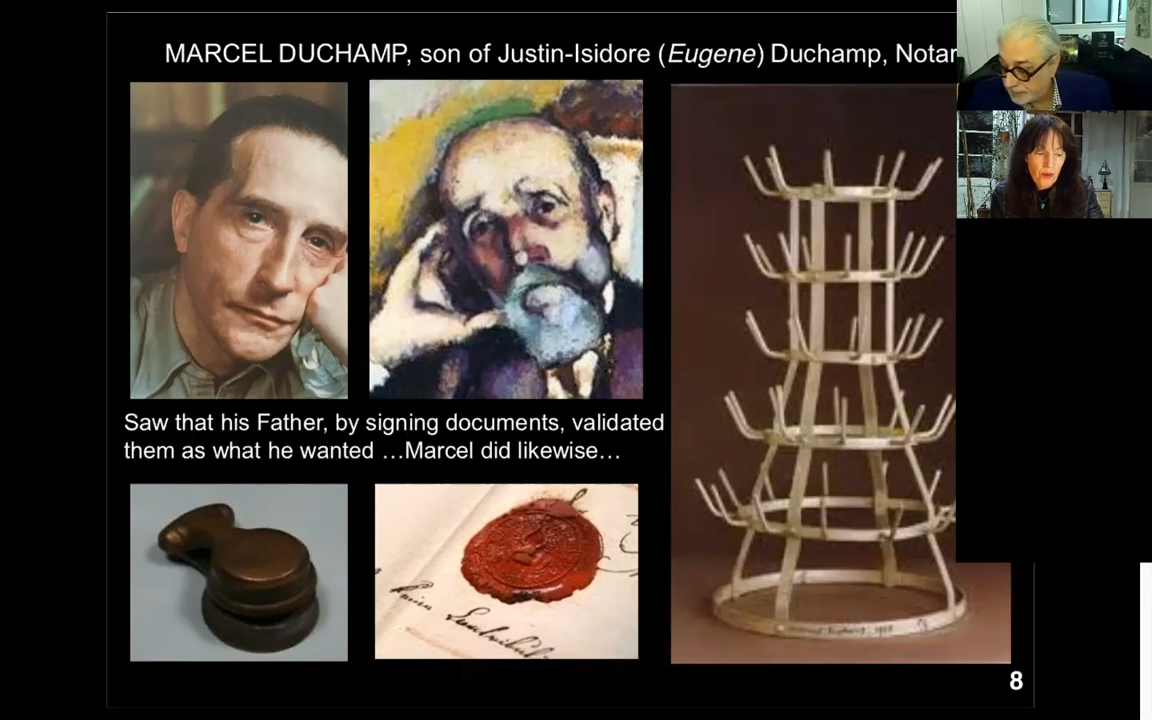 MARCEL DUCHAMP, son of Justin-Isidore (Eugene) Duchamp, Notar
Saw that his Father, by signing documents, validated
them as what he wanted …Marcel did likewise…
8